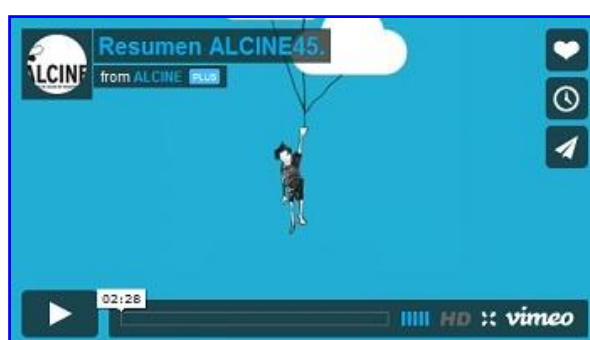 Resumen ALCINE45.
ALCINE
from ALCINE PLUS
02:28
HD vimeo